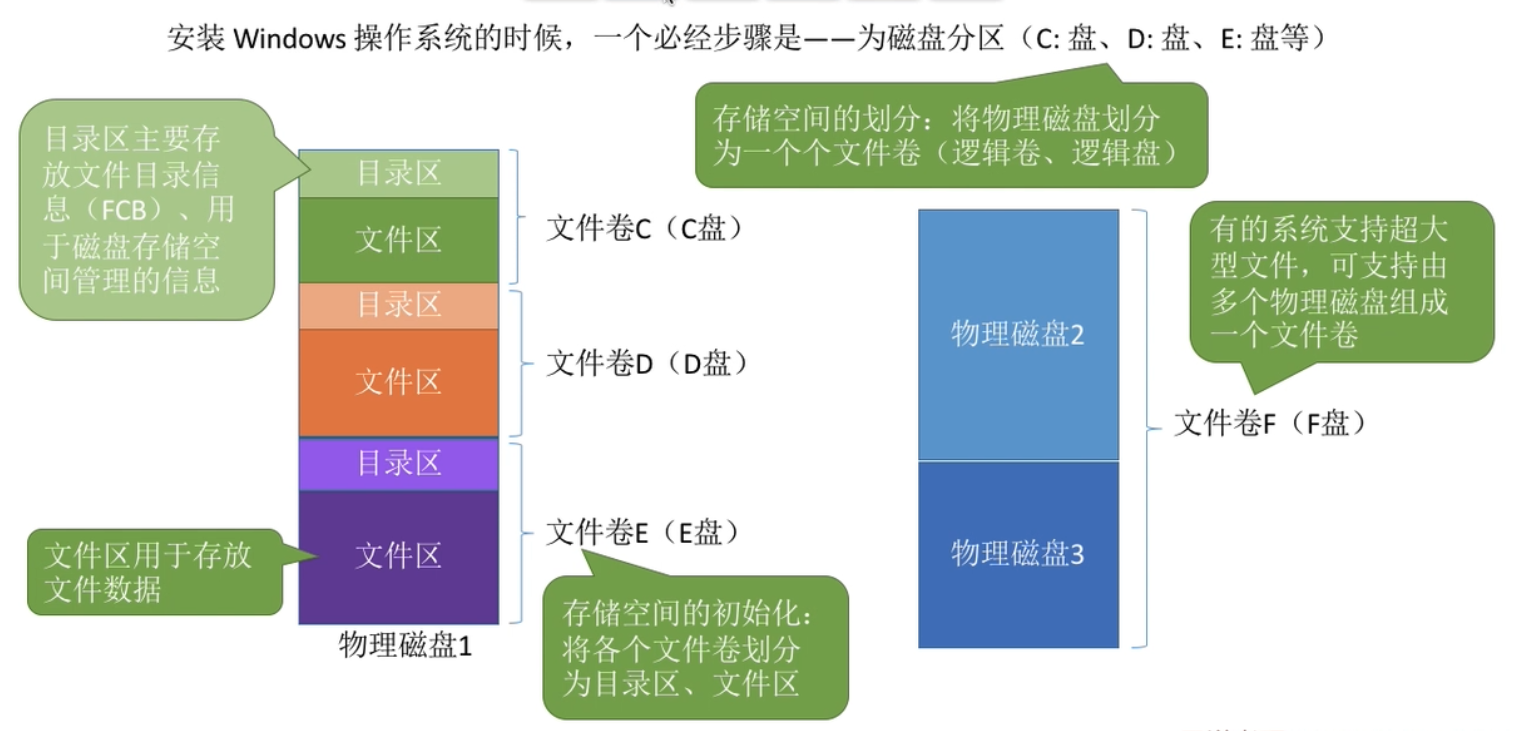 安装 Windows 操作系统的时候，一个必经步骤是——为磁盘分区（C: 盘、D: 盘、E: 盘等）
存储空间的划分：将物理磁盘划分
为一个个文件卷（逻辑卷、逻辑盘）
目录区主要存
放文件目录信
息（FCB）、用
于磁盘存储空
间管理的信息
目录区
文件区
文件卷C（C盘）
目录区
文件区
文件卷D（D盘）
目录区
文件区
文件卷E（E盘）
文件区用于存放
文件数据
物理磁盘1
存储空间的初始化：
将各个文件卷划分
为目录区、文件区
物理磁盘2
物理磁盘3
有的系统支持超大
型文件，可支持由
多个物理磁盘组成
一个文件卷
文件卷F（F盘）